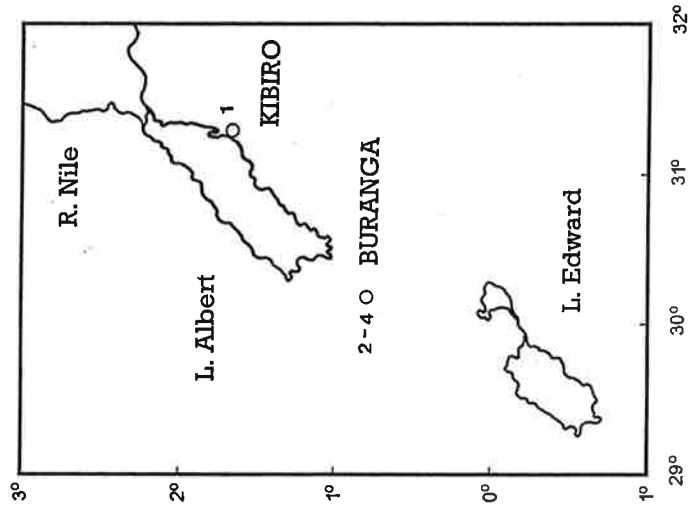 3°
2°
1°
0°
1°
R. Nile
L. Albert
1
KIBIRO
2-4
BURANGA
L. Edward
29°
30°
31°
32°